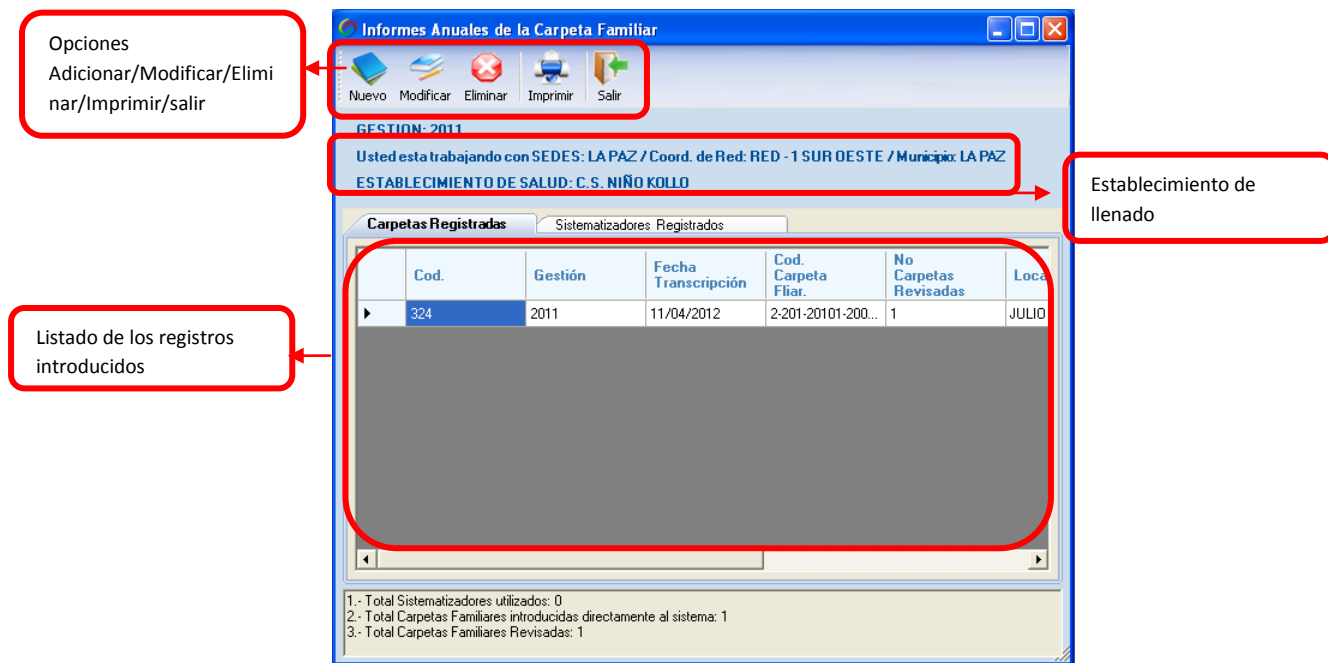 Opciones
Adicionar/Modificar/Elimi
nar/Imprimir/salir
Informes Anuales de la Carpeta Familiar
Nuevo Modificar Eliminar Imprimir Salir
GESTION: 2011
Usted esta trabajando con SEDES: LA PAZ / Coord. de Red: RED - 1 SUR OESTE / Municipio: LA PAZ
ESTABLECIMIENTO DE SALUD: C.S. NIÑO KOLLO
Establecimiento de
llenado
Carpetas Registradas Sistematizadores Registrados
Cod. Gestión Fecha Transcripción Cod. Carpeta Fliar. No Carpetas Revisadas Loca
324 2011 11/04/2012 2-201-20101-200... 1 JULIO
Listado de los registros
introducidos
1.- Total Sistematizadores utilizados: 0
2.- Total Carpetas Familiares introducidas directamente al sistema: 1
3.- Total Carpetas Familiares Revisadas: 1